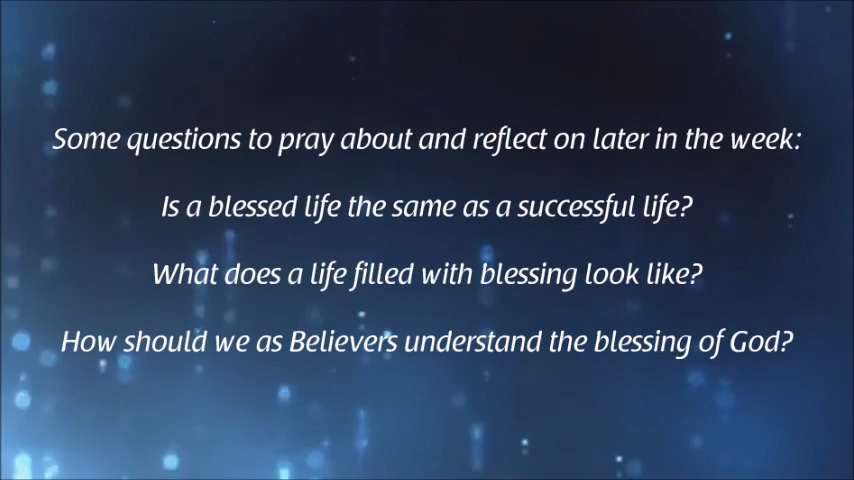 Some questions to pray about and reflect on later in the week:
Is a blessed life the same as a successful life?
What does a life filled with blessing look like?
How should we as Believers understand the blessing of God?